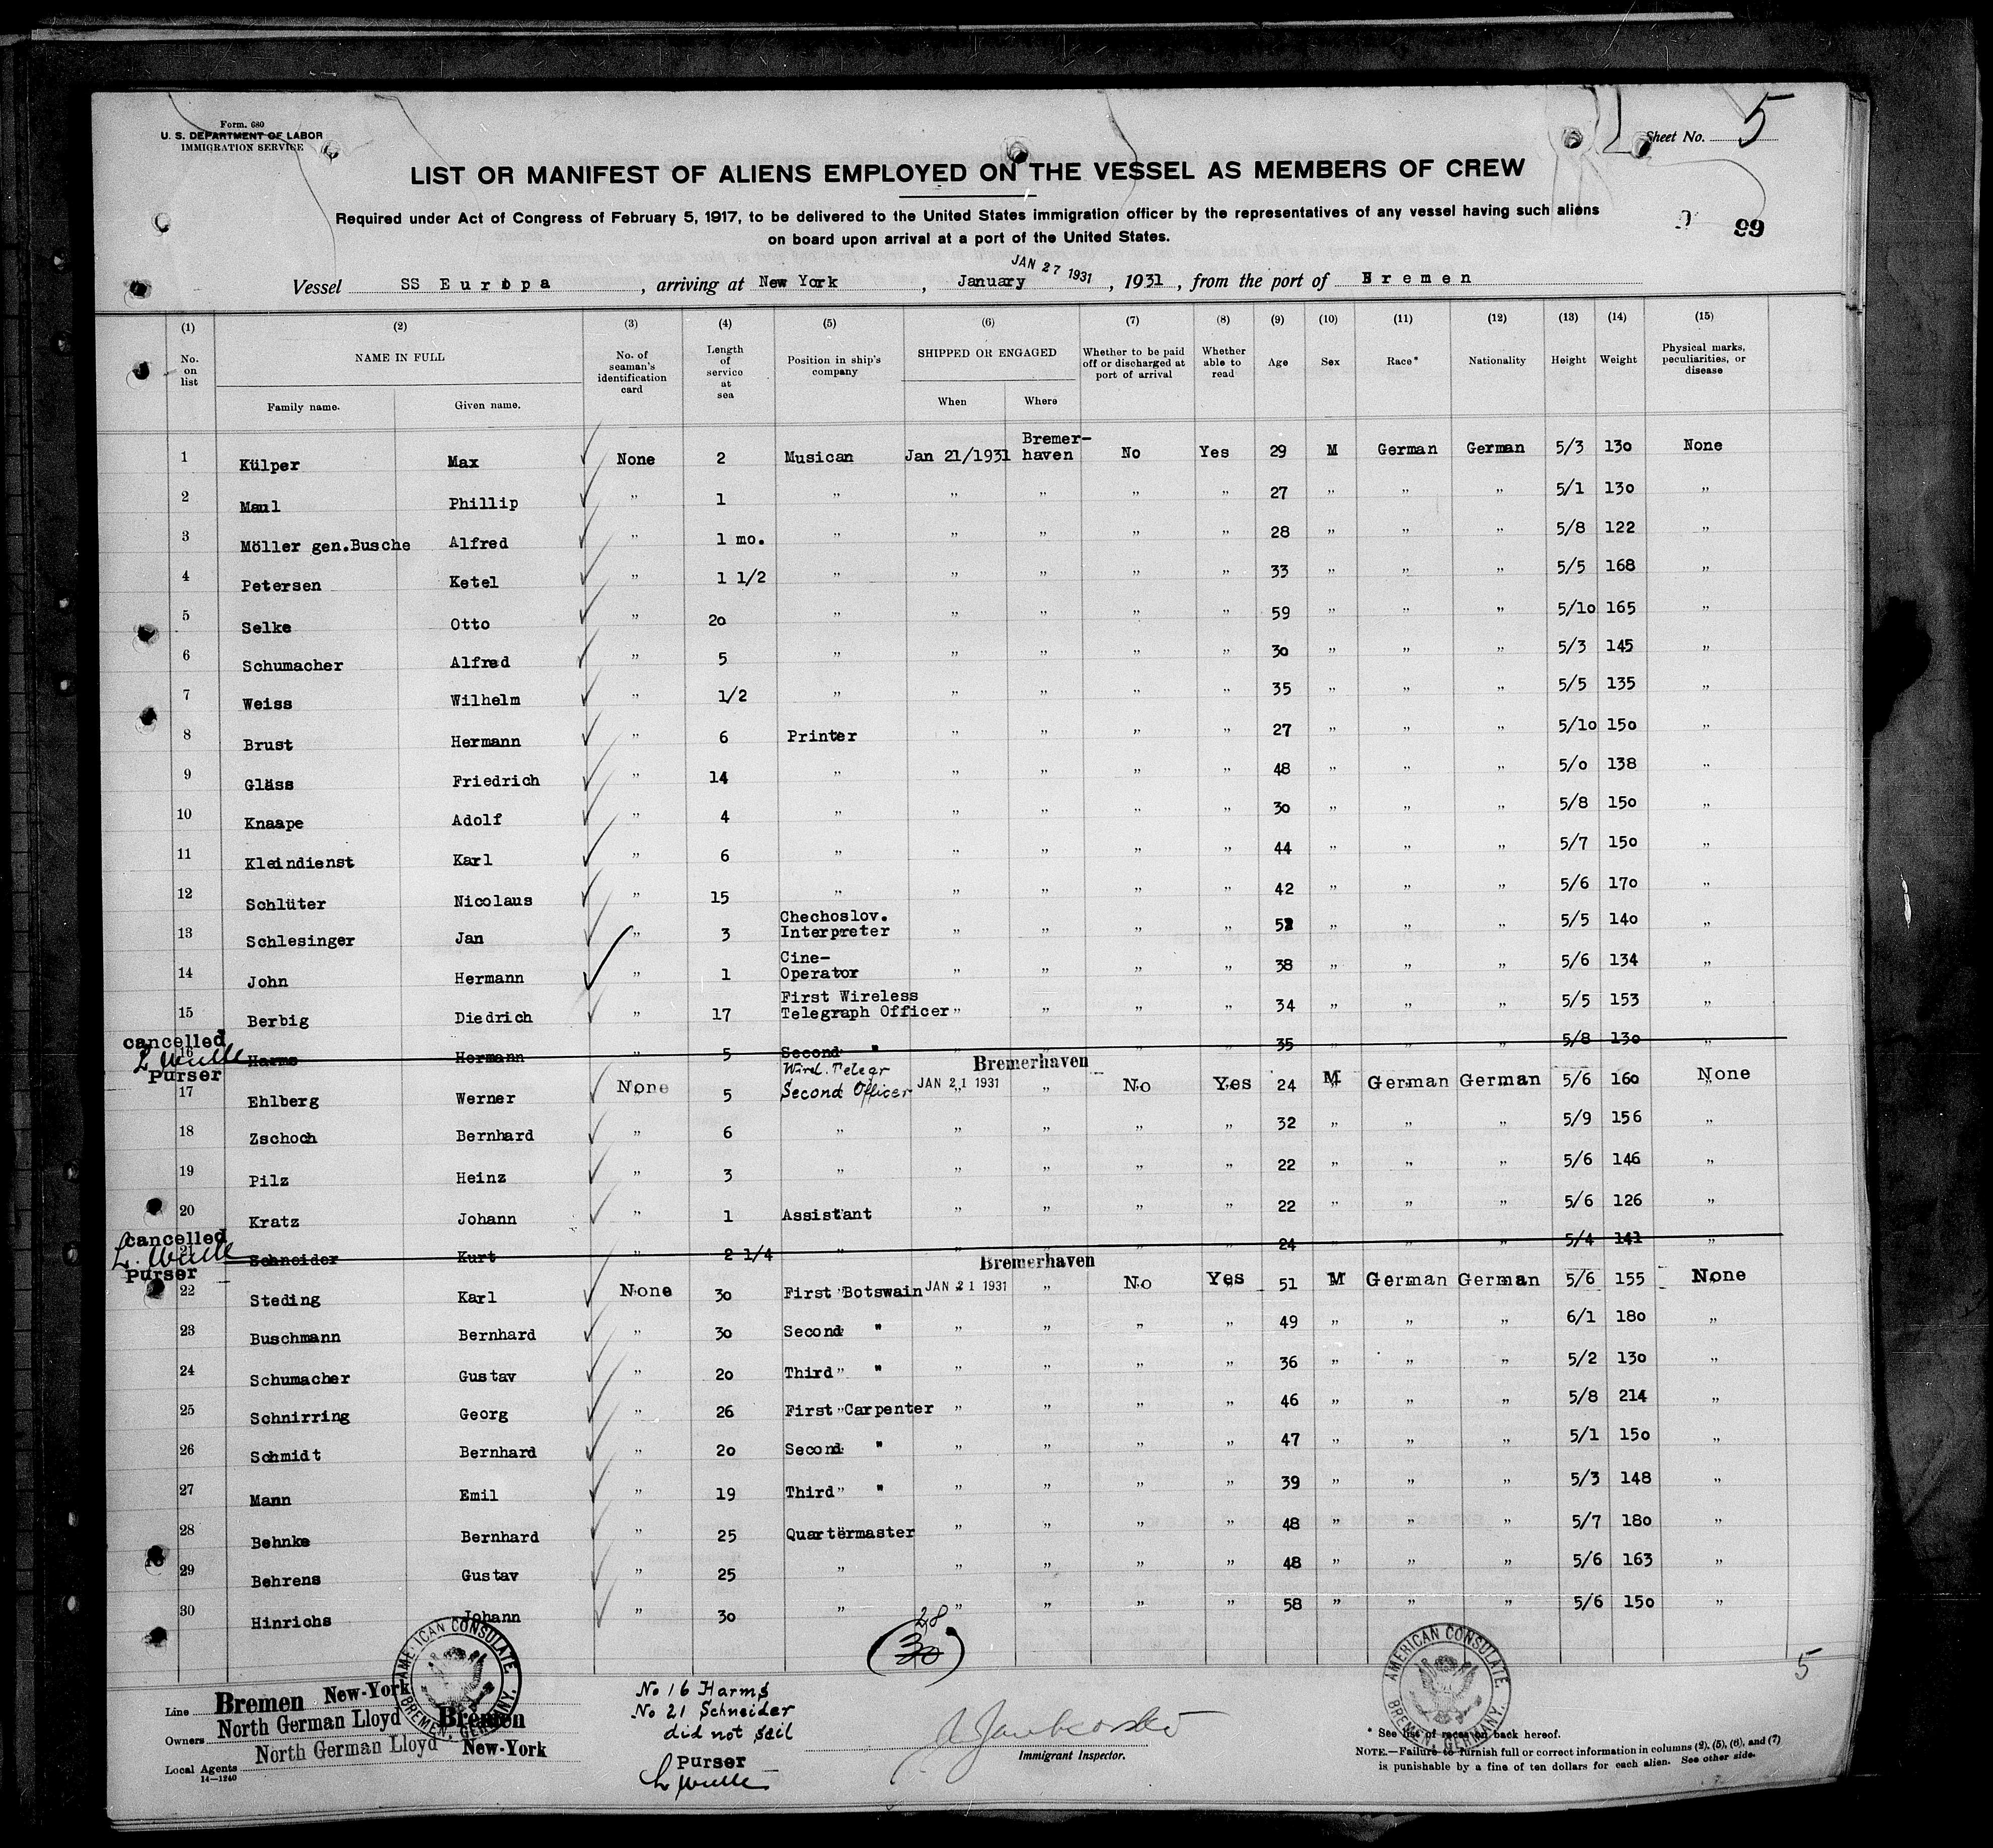 Form. 680
U. S. DEPARTMENT OF LABOR
IMMIGRATION SERVICE
Sheet No. 5
LIST OR MANIFEST OF ALIENS EMPLOYED ON THE VESSEL AS MEMBERS OF CREW
Required under Act of Congress of February 5, 1917, to be delivered to the United States immigration officer by the representatives of any vessel having such aliens
on board upon arrival at a port of the United States.
99
JAN 27 1931
Vessel SS Europa, arriving at New York, January, 1931, from the port of Bremen
(1) (2) (3) (4) (5) (6) (7) (8) (9) (10) (11) (12) (13) (14) (15)
No. on list NAME IN FULL Family name. Given name. No. of seaman's identification card Length of service at sea Position in ship's company SHIPPED OR ENGAGED When Where Whether to be paid off or discharged at port of arrival Whether able to read Age Sex Race* Nationality Height Weight Physical marks, peculiarities, or disease
1 Külper Max None 2 Musican Jan 21/1931 Bremerhaven No Yes 29 M German German 5/3 130 None
2 Maul Phillip " 1 " " " " " 27 " " " 5/1 130 "
3 Möller gen.Busche Alfred " 1 mo. " " " " " 28 " " " 5/8 122 "
4 Petersen Ketel " 1 1/2 " " " " " 33 " " " 5/5 168 "
5 Selke Otto " 20 " " " " " 59 " " " 5/10 165 "
6 Schumacher Alfred " 5 " " " " " 30 " " " 5/3 145 "
7 Weiss Wilhelm " 1/2 " " " " " 35 " " " 5/5 135 "
8 Brust Hermann " 6 Printer " " " " 27 " " " 5/10 150 "
9 Gläss Friedrich " 14 " " " " " 48 " " " 5/0 138 "
10 Knaape Adolf " 4 " " " " " 30 " " " 5/8 150 "
11 Kleindienst Karl " 6 " " " " " 44 " " " 5/7 150 "
12 Schlüter Nicolaus " 15 " " " " " 42 " " " 5/6 170 "
13 Schlesinger Jan " 3 Chechoslov. Interpreter " " " " 52 " " " 5/5 140 "
14 John Hermann " 1 Cine-Operator " " " " 38 " " " 5/6 134 "
15 Berbig Diedrich " 17 First Wireless Telegraph Officer " " " " 34 " " " 5/5 153 "
cancelled
L. Wulle
Purser
16 Harms Hermann " 5 Second " " " " " 35 " " " 5/8 130 "
17 Ehlberg Werner None 5 Wirel. Telegr Second Officer JAN 21 1931 Bremerhaven " No Yes 24 M German German 5/6 160 None
18 Zschoch Bernhard " 6 " " " " " 32 " " " 5/9 156 "
19 Pilz Heinz " 3 " " " " " 22 " " " 5/6 146 "
20 Kratz Johann " 1 Assistant " " " " 22 " " " 5/6 126 "
cancelled
L. Wulle
Purser
21 Schneider Kurt " 2 1/4 " " " " " 24 " " " 5/4 141 "
22 Steding Karl None 30 First Botswain JAN 21 1931 Bremerhaven " No Yes 51 M German German 5/6 155 None
23 Buschmann Bernhard " 30 Second " " " " " 49 " " " 6/1 180 "
24 Schumacher Gustav " 20 Third " " " " " 36 " " " 5/2 130 "
25 Schnirring Georg " 26 First Carpenter " " " " 46 " " " 5/8 214 "
26 Schmidt Bernhard " 20 Second " " " " " 47 " " " 5/1 150 "
27 Mann Emil " 19 Third " " " " " 39 " " " 5/3 148 "
28 Behnke Bernhard " 25 Quartermaster " " " " 48 " " " 5/7 180 "
29 Behrens Gustav " 25 " " " " " 48 " " " 5/6 163 "
30 Hinrichs Johann " 30 " " " " " 58 " " " 5/6 150 "
28
(30)
5
AMERICAN CONSULATE. BREMEN, GERMANY.
AMERICAN CONSULATE. BREMEN, GERMANY.
Line Bremen New-York
Owners North German Lloyd Bremen
Local Agents North German Lloyd New-York
14—1240
No 16 Harms
No 21 Schneider
did not sail
Purser
L. Wulle
Immigrant Inspector.
* See list of races on back hereof.
NOTE.—Failure to furnish full or correct information in columns (2), (5), (6), and (7)
is punishable by a fine of ten dollars for each alien. See other side.